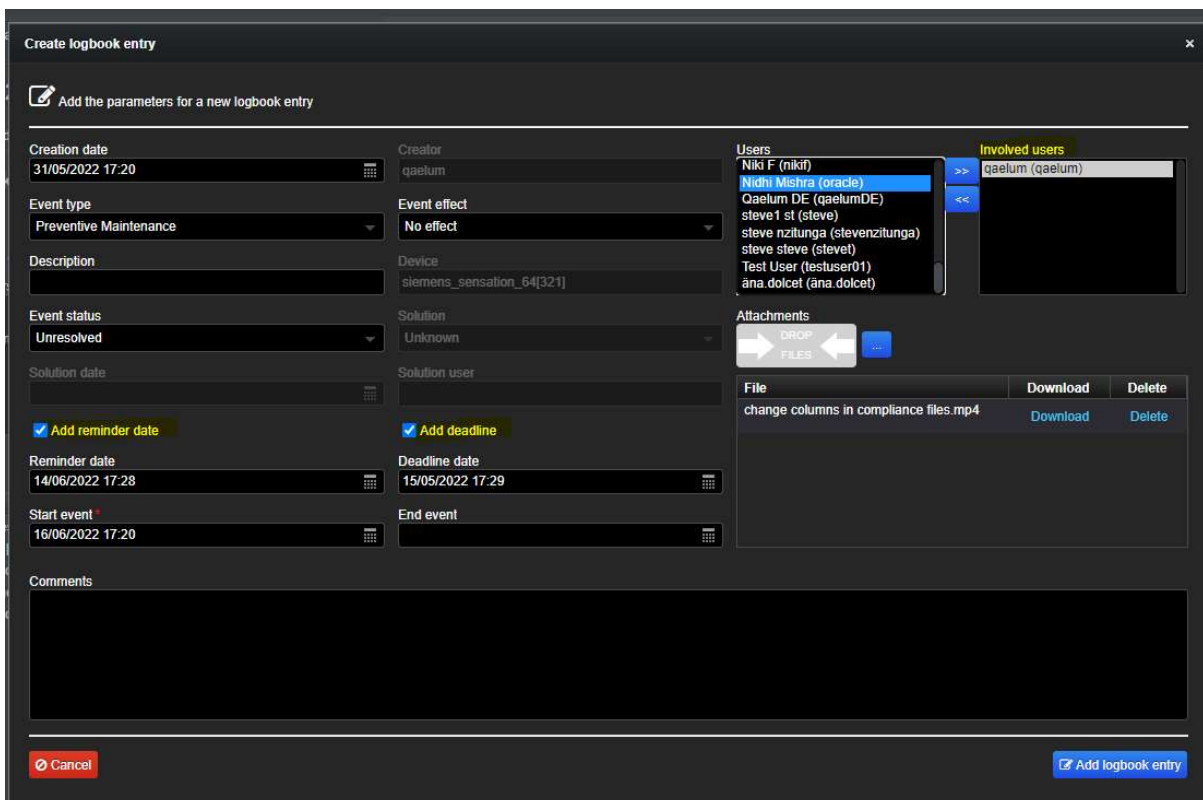 Create logbook entry ×
Add the parameters for a new logbook entry
Creation date
31/05/2022 17:20
Creator
qaelum
Event type
Preventive Maintenance
Event effect
No effect
Description
Device
siemens_sensation_64[321]
Event status
Unresolved
Solution
Unknown
Solution date
Solution user
Add reminder date
Add deadline
Reminder date
14/06/2022 17:28
Deadline date
15/05/2022 17:29
Start event*
16/06/2022 17:20
End event
Users
Niki F (nikif)
Nidhi Mishra (oracle)
Qaelum DE (qaelumDE)
steve1 st (steve)
steve nzitunga (stevenzitunga)
steve steve (stevet)
Test User (testuser01)
äna.dolcet (äna.dolcet)
>>
<<
Involved users
qaelum (qaelum)
Attachments
DROP
FILES
...
File Download Delete
change columns in compliance files.mp4 Download Delete
Comments
Cancel
Add logbook entry